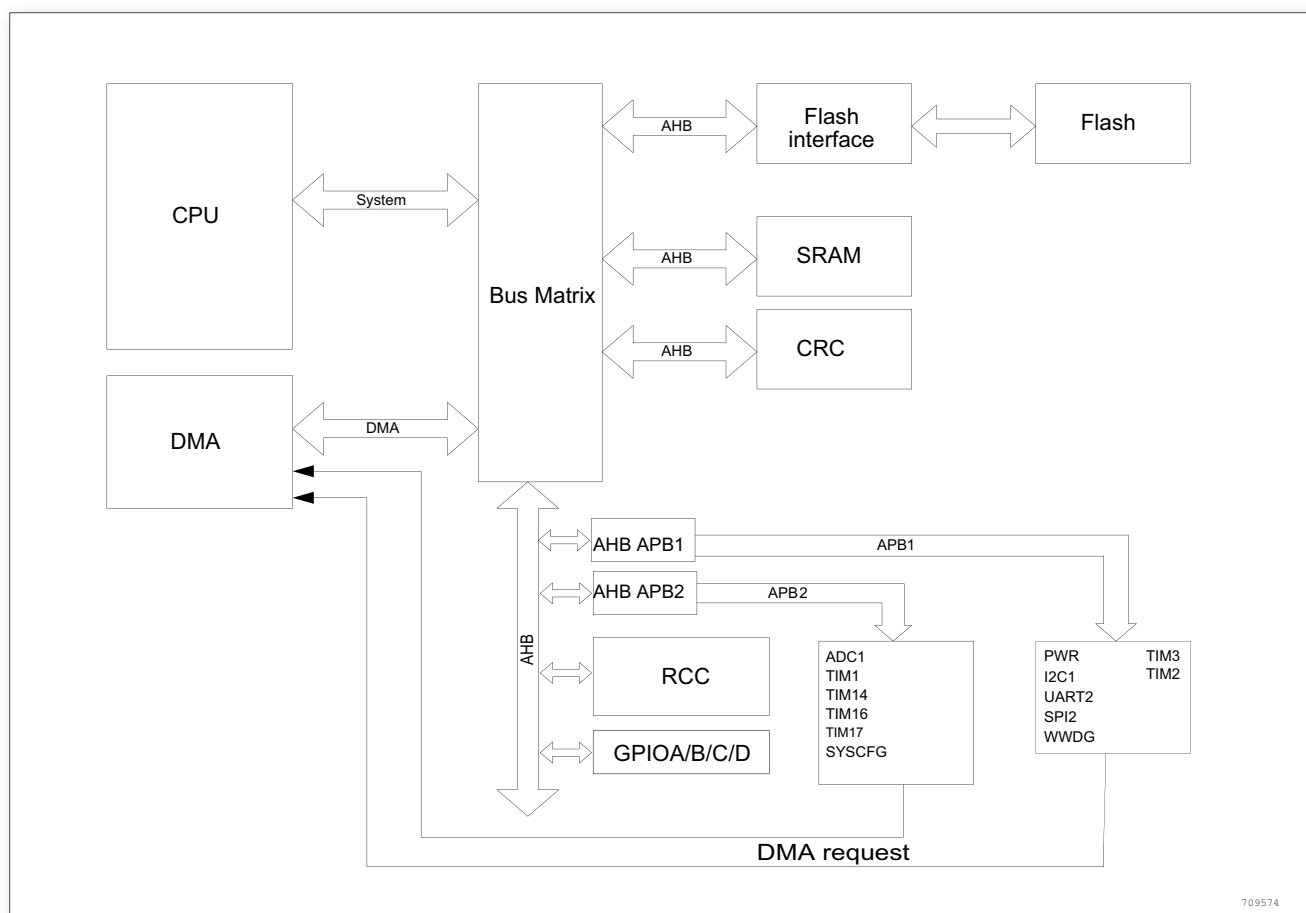 CPU
System
Bus Matrix
AHB
Flash
interface
Flash
AHB
SRAM
AHB
CRC
DMA
DMA
AHB
AHB APB1
APB1
AHB APB2
APB2
RCC
GPIOA/B/C/D
ADC1
TIM1
TIM14
TIM16
TIM17
SYSCFG
PWR
I2C1
UART2
SPI2
WWDG
TIM3
TIM2
DMA request
709574